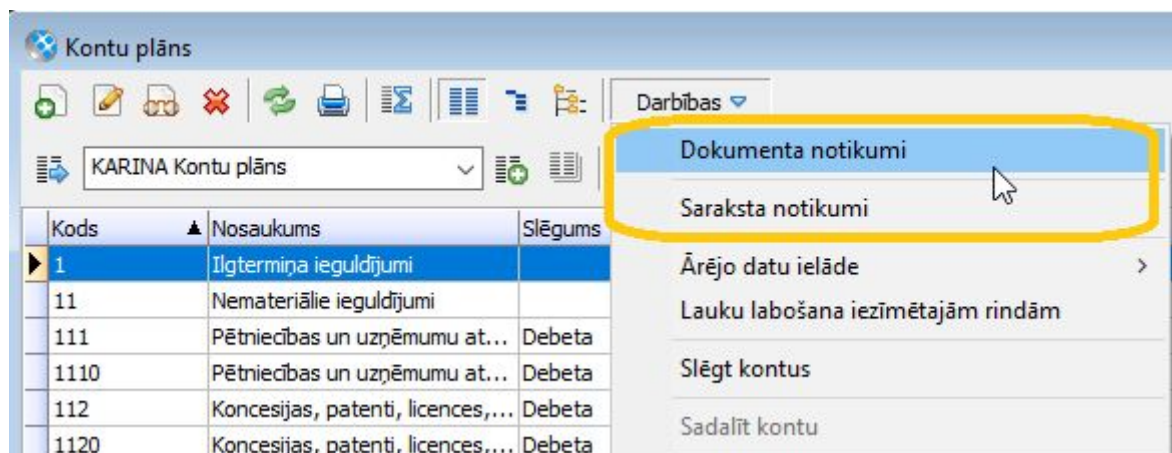 Kontu plāns
Darbības
KARINA Kontu plāns
Dokumenta notikumi
Saraksta notikumi
Ārējo datu ielāde
Lauku labošana iezīmētajām rindām
Slēgt kontus
Sadalīt kontu
Kods Nosaukums Slēgums
1 Ilgtermiņa ieguldījumi
11 Nemateriālie ieguldījumi
111 Pētniecības un uzņēmumu at... Debeta
1110 Pētniecības un uzņēmumu at... Debeta
112 Koncesijas, patenti, licences,... Debeta
1120 Koncesijas, patenti, licences,... Debeta